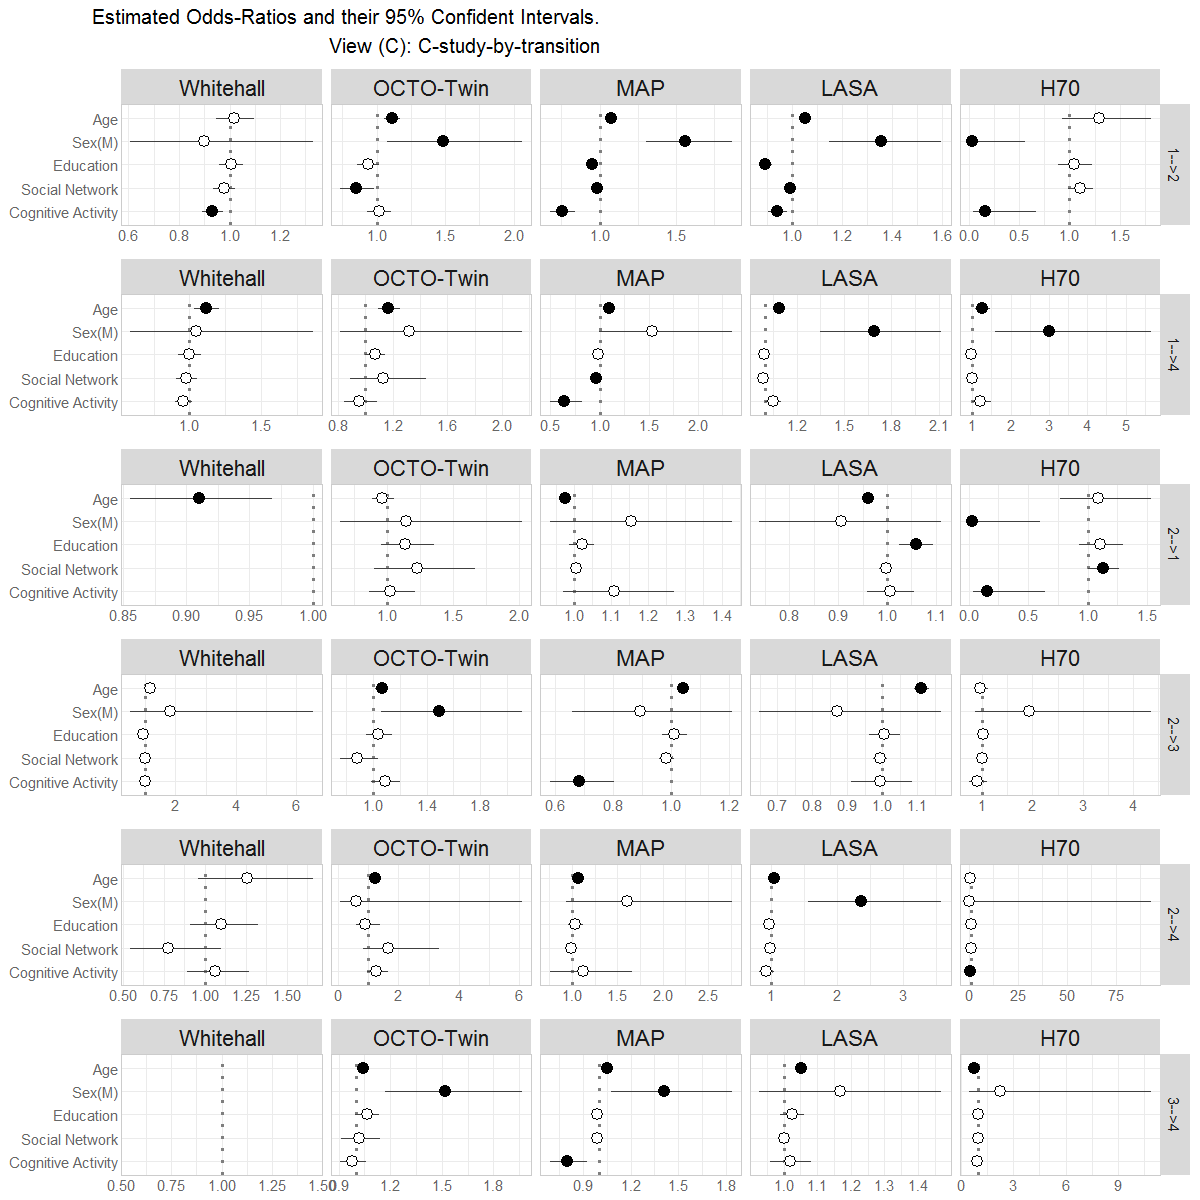 Estimated Odds-Ratios and their 95% Confident Intervals.
View (C): C-study-by-transition
Whitehall OCTO-Twin MAP LASA H70
Age
Sex(M)
Education
Social Network
Cognitive Activity
1-->2
0.6 0.8 1.0 1.2 1.0 1.5 2.0 1.0 1.5 1.0 1.2 1.4 1.6 0.0 0.5 1.0 1.5
Whitehall OCTO-Twin MAP LASA H70
Age
Sex(M)
Education
Social Network
Cognitive Activity
1-->4
1.0 1.5 0.8 1.2 1.6 2.0 0.5 1.0 1.5 2.0 1.2 1.5 1.8 2.1 1 2 3 4 5
Whitehall OCTO-Twin MAP LASA H70
Age
Sex(M)
Education
Social Network
Cognitive Activity
2-->1
0.85 0.90 0.95 1.00 1.0 1.5 2.0 1.0 1.1 1.2 1.3 1.4 0.8 0.9 1.0 1.1 0.0 0.5 1.0 1.5
Whitehall OCTO-Twin MAP LASA H70
Age
Sex(M)
Education
Social Network
Cognitive Activity
2-->3
2 4 6 1.0 1.4 1.8 0.6 0.8 1.0 1.2 0.7 0.8 0.9 1.0 1.1 1 2 3 4
Whitehall OCTO-Twin MAP LASA H70
Age
Sex(M)
Education
Social Network
Cognitive Activity
2-->4
0.50 0.75 1.00 1.25 1.50 0 2 4 6 1.0 1.5 2.0 2.5 1 2 3 0 25 50 75
Whitehall OCTO-Twin MAP LASA H70
Age
Sex(M)
Education
Social Network
Cognitive Activity
3-->4
0.50 0.75 1.00 1.25 1.50 0.9 1.2 1.5 1.8 0.9 1.2 1.5 1.8 1.0 1.1 1.2 1.3 1.4 0 3 6 9